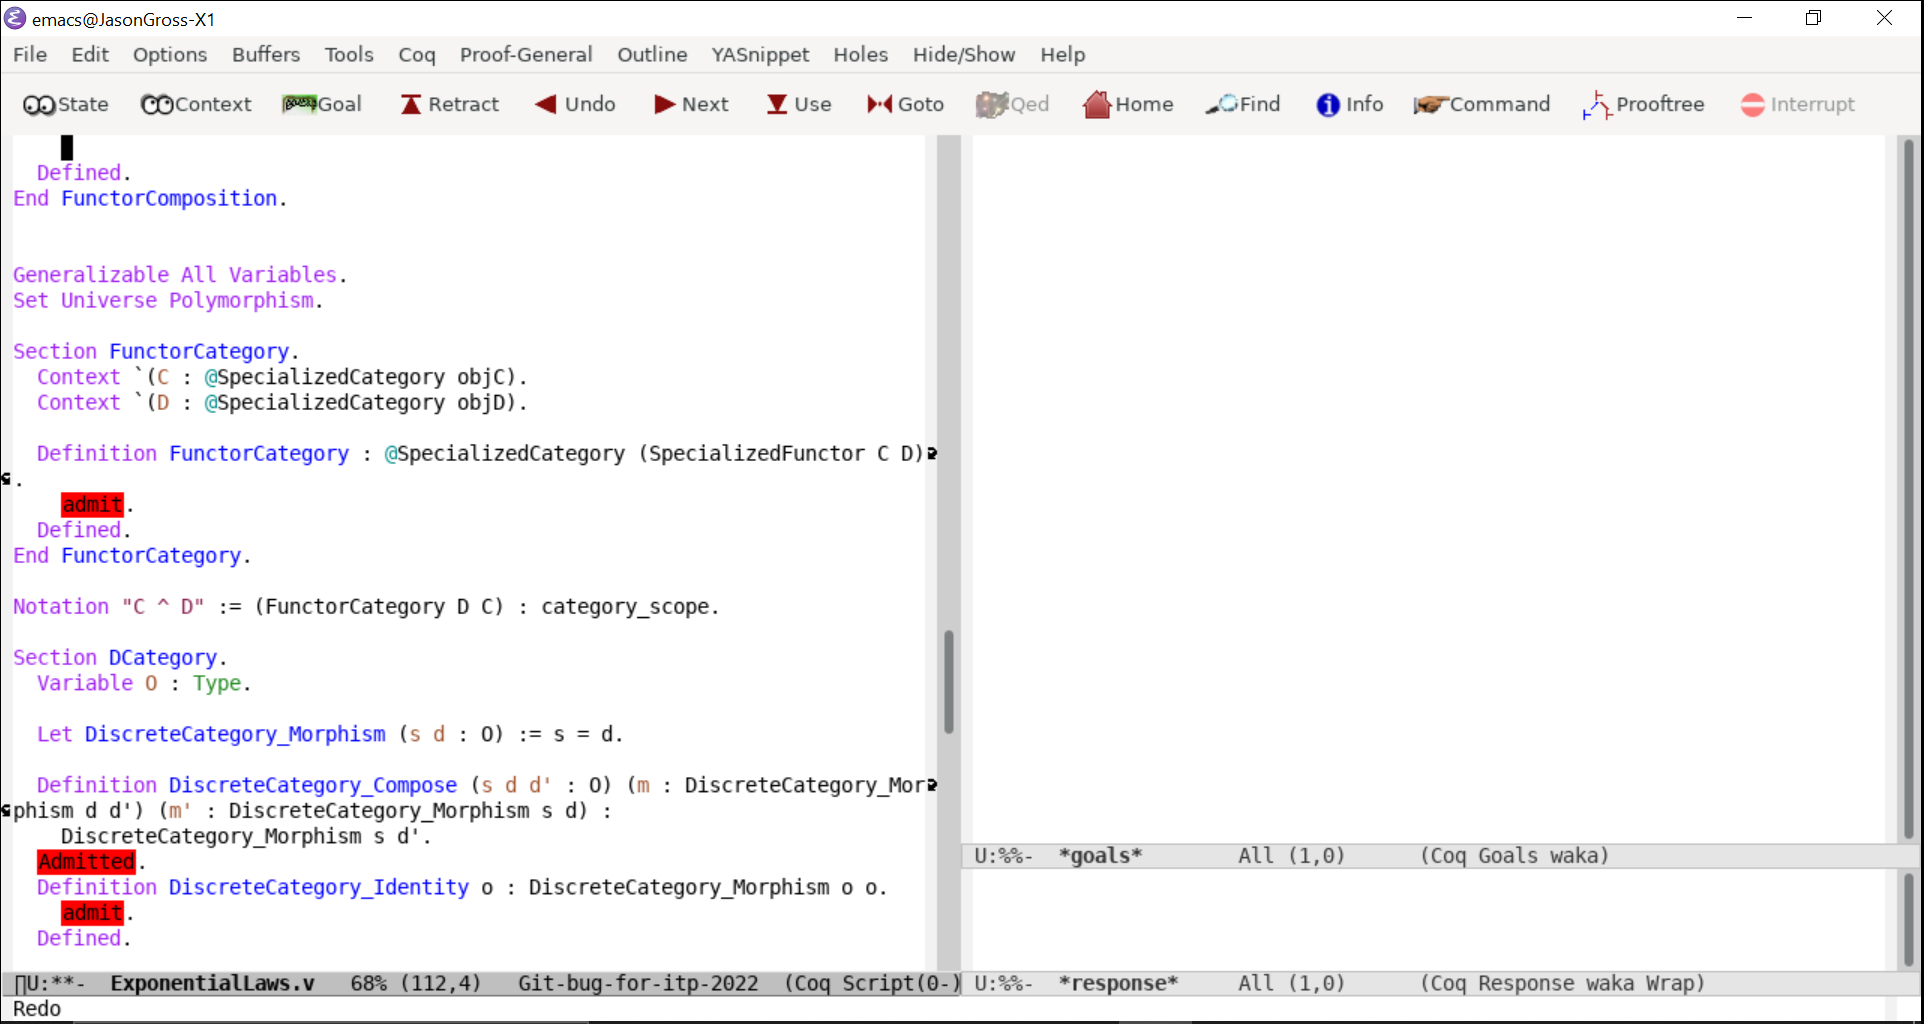 emacs@JasonGross-X1
File Edit Options Buffers Tools Coq Proof-General Outline YASnippet Holes Hide/Show Help
State Context Goal Retract Undo Next Use Goto Qed Home Find Info Command Prooftree Interrupt
Defined.
End FunctorComposition.
Generalizable All Variables.
Set Universe Polymorphism.
Section FunctorCategory.
Context `(C : @SpecializedCategory objC).
Context `(D : @SpecializedCategory objD).
Definition FunctorCategory : @SpecializedCategory (SpecializedFunctor C D)
.
admit.
Defined.
End FunctorCategory.
Notation "C ^ D" := (FunctorCategory D C) : category_scope.
Section DCategory.
Variable O : Type.
Let DiscreteCategory_Morphism (s d : O) := s = d.
Definition DiscreteCategory_Compose (s d d' : O) (m : DiscreteCategory_Mor
phism d d') (m' : DiscreteCategory_Morphism s d) :
DiscreteCategory_Morphism s d'.
Admitted.
Definition DiscreteCategory_Identity o : DiscreteCategory_Morphism o o.
admit.
Defined.
U:**- ExponentialLaws.v 68% (112,4) Git-bug-for-itp-2022 (Coq Script(0-)
Redo
U:%%- *goals* All (1,0) (Coq Goals waka)
U:%%- *response* All (1,0) (Coq Response waka Wrap)